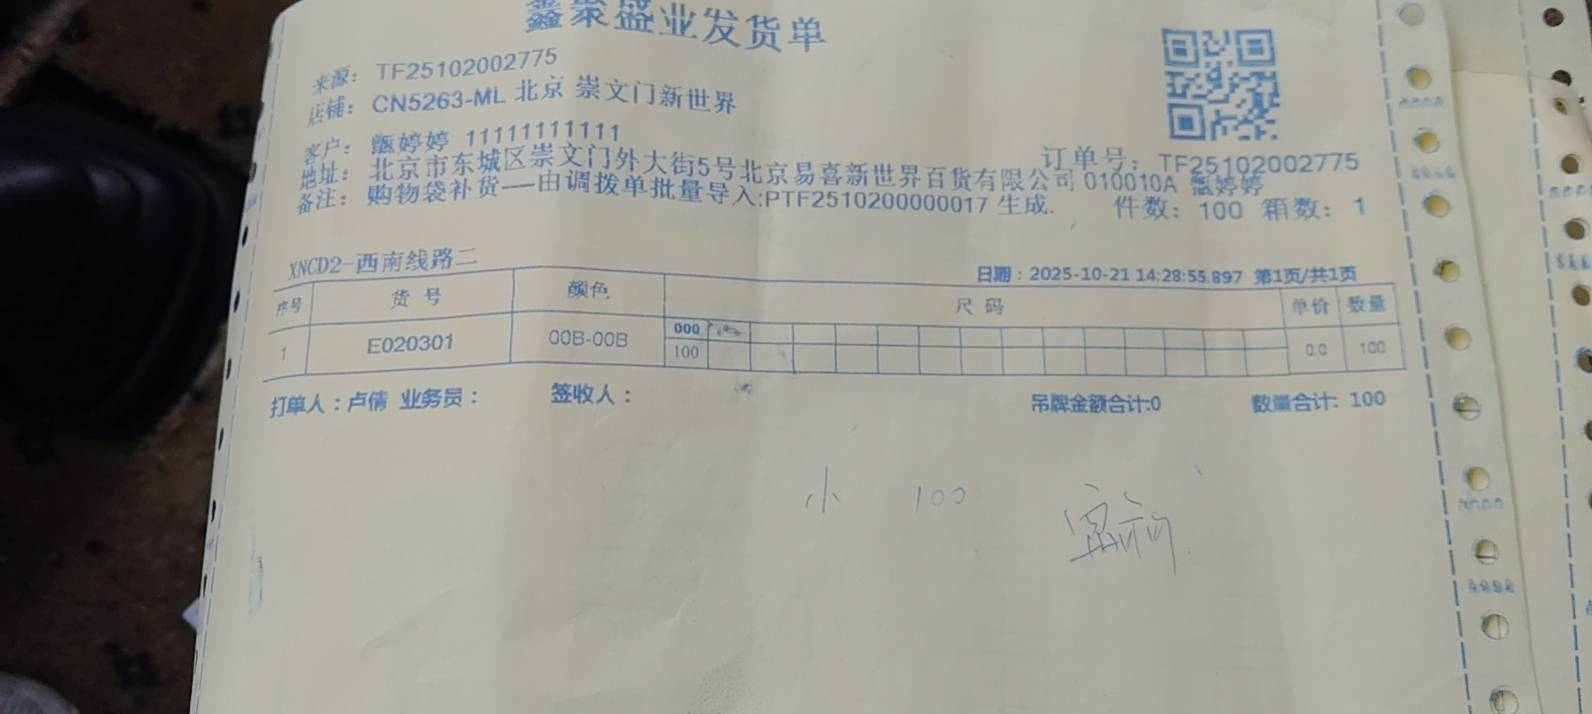 鑫聚盛业发货单
来源： TF25102002775
店铺： CN5263-ML 北京 崇文门新世界
客户： 甄婷婷 11111111111
订单号： TF25102002775
地址： 北京市东城区崇文门外大街5号北京易喜新世界百货有限公司 010010A 甄婷婷
备注： 购物袋补货——由调拨单批量导入:PTF2510200000017 生成.
件数： 100 箱数： 1
XNCD2-西南线路二
日期：2025-10-21 14:28:55.897 第1页/共1页
序号 货号 颜色 尺码 单价 数量
1 E020301 00B-00B 000 0.0 100
100
打单人：卢倩 业务员： 签收人： 吊牌金额合计:0 数量合计: 100
小 100